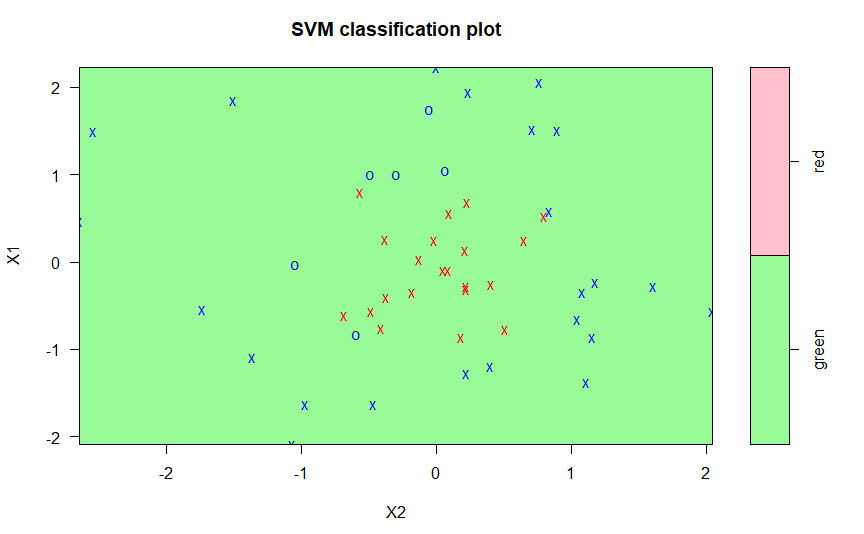 SVM classification plot
2
1
0
-1
-2
X1
-2
-1
0
1
2
X2
red
green